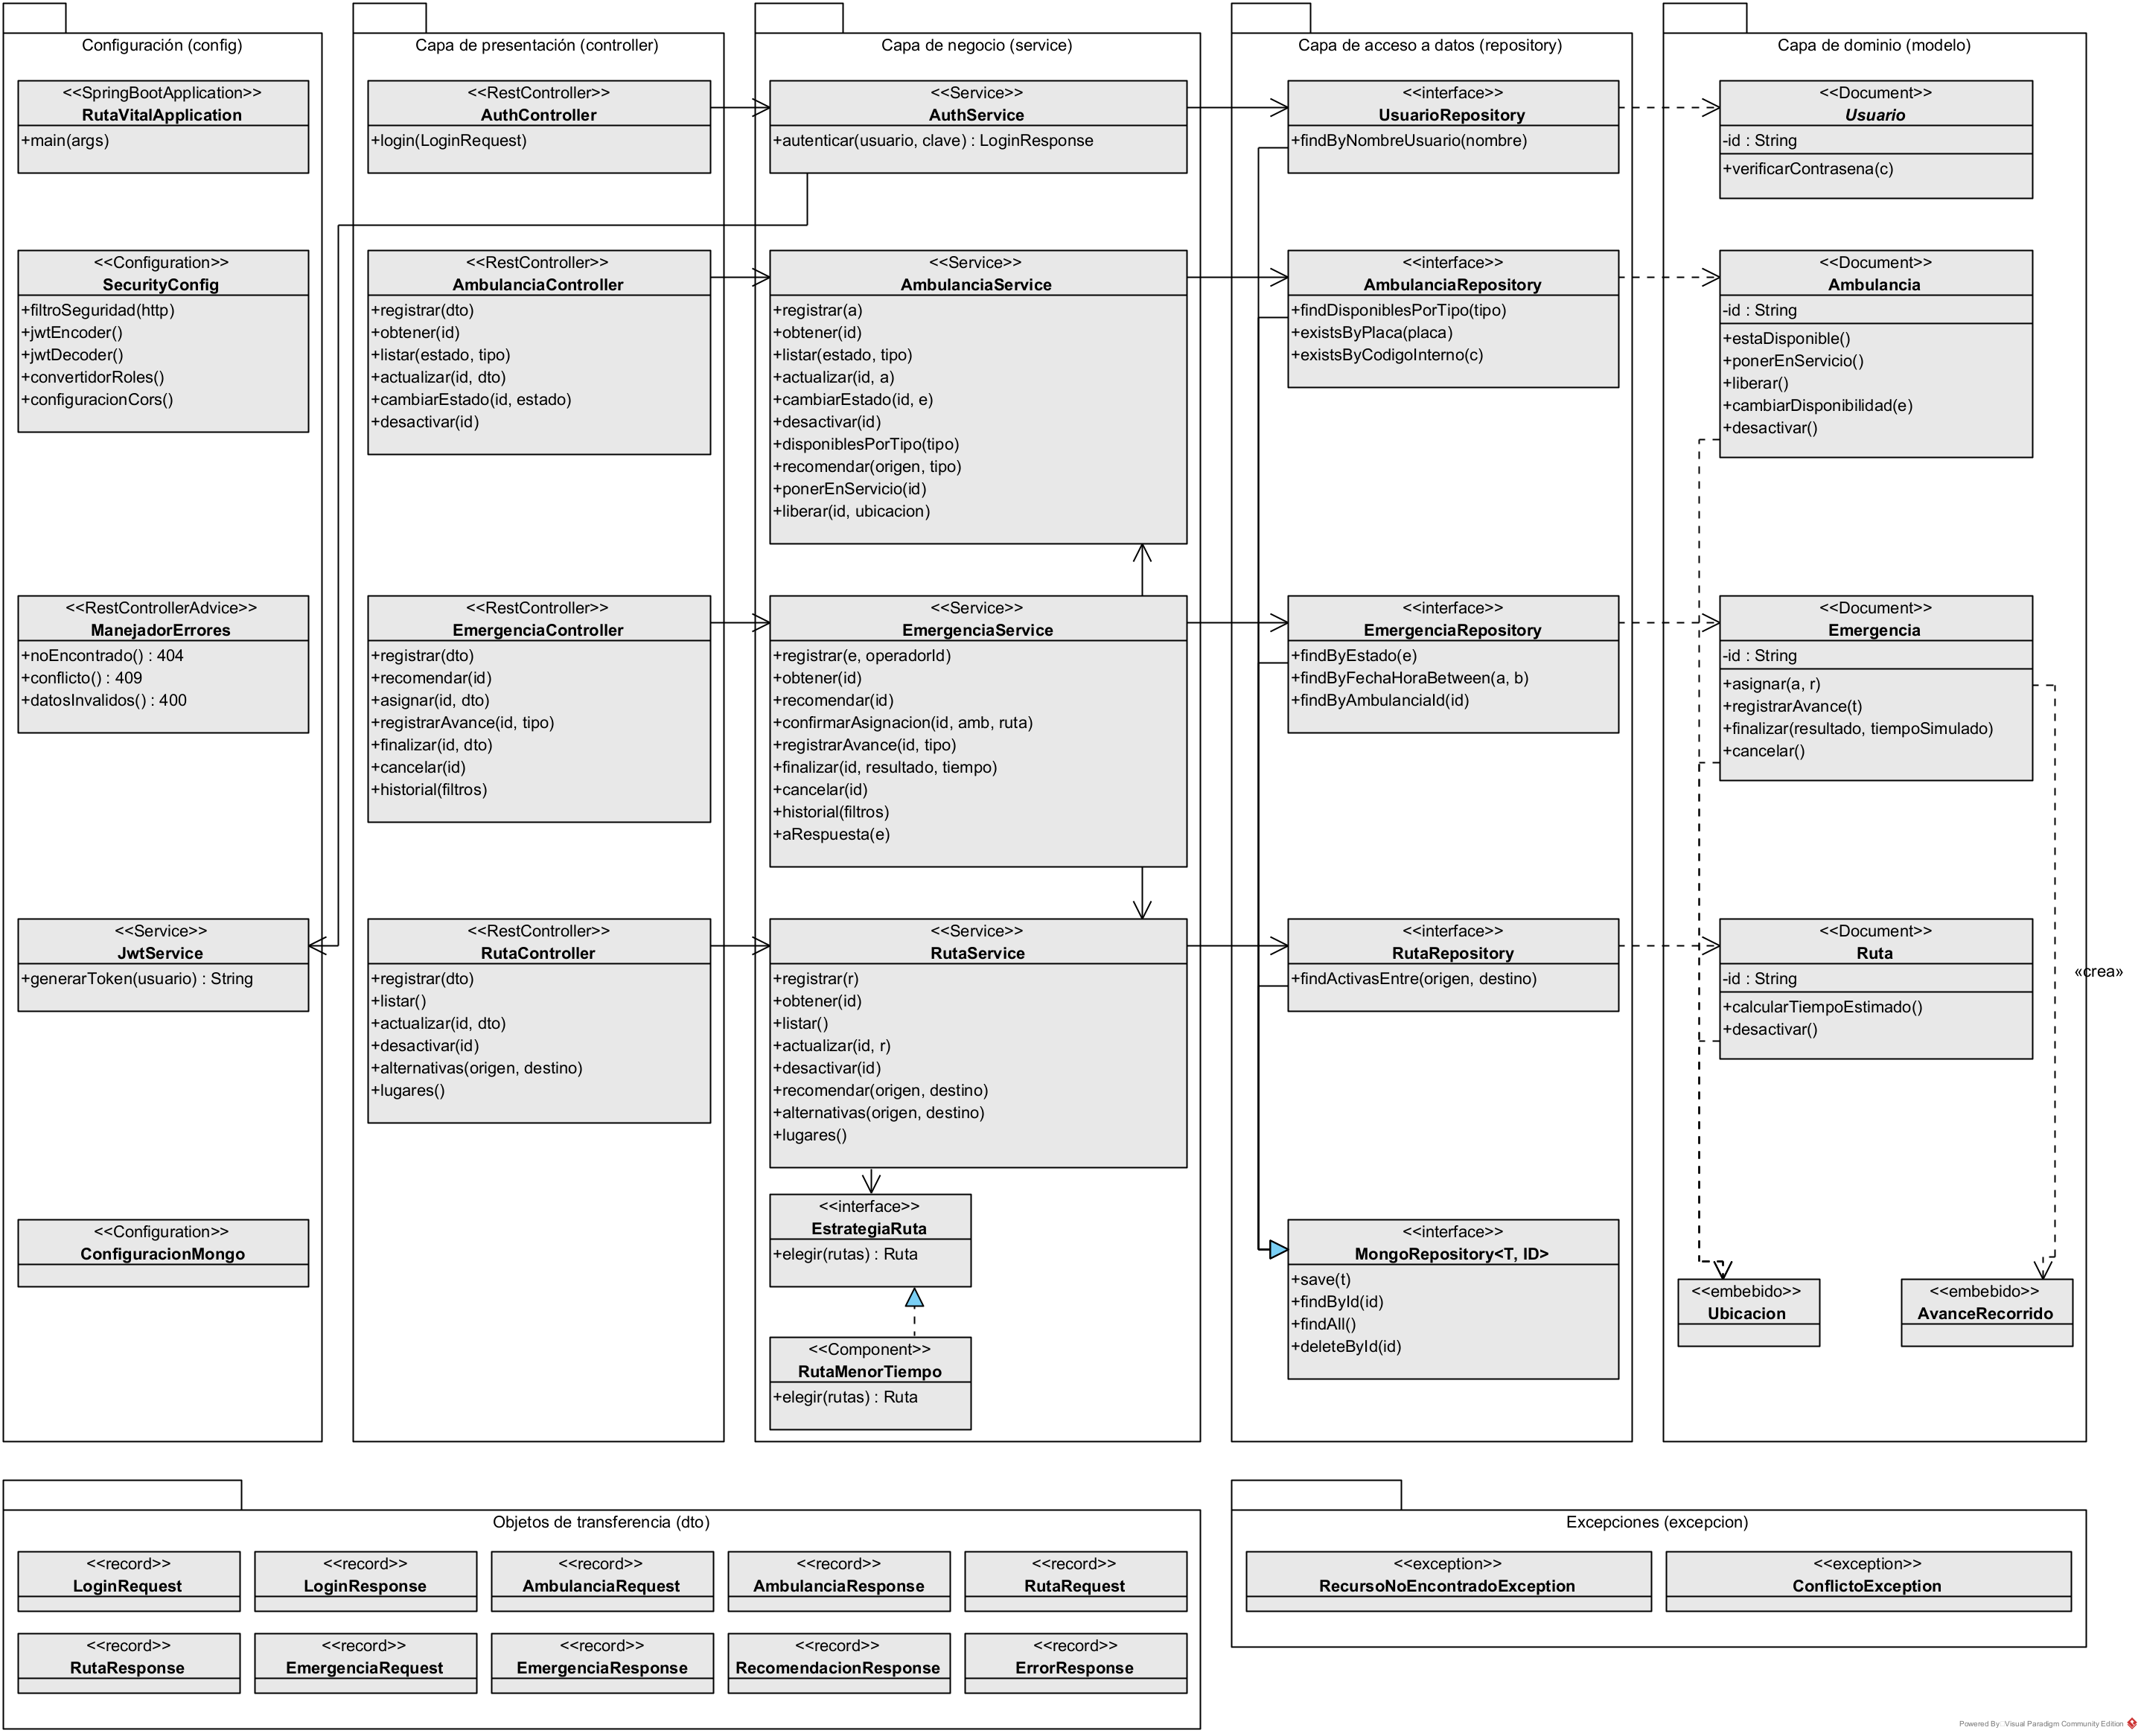 Configuración (config)
<<SpringBootApplication>>
RutaVitalApplication
+main(args)
<<Configuration>>
SecurityConfig
+filtroSeguridad(http)
+jwtEncoder()
+jwtDecoder()
+convertidorRoles()
+configuracionCors()
<<RestControllerAdvice>>
ManejadorErrores
+noEncontrado() : 404
+conflicto() : 409
+datosInvalidos() : 400
<<Service>>
JwtService
+generarToken(usuario) : String
<<Configuration>>
ConfiguracionMongo
Capa de presentación (controller)
<<RestController>>
AuthController
+login(LoginRequest)
<<RestController>>
AmbulanciaController
+registrar(dto)
+obtener(id)
+listar(estado, tipo)
+actualizar(id, dto)
+cambiarEstado(id, estado)
+desactivar(id)
<<RestController>>
EmergenciaController
+registrar(dto)
+recomendar(id)
+asignar(id, dto)
+registrarAvance(id, tipo)
+finalizar(id, dto)
+cancelar(id)
+historial(filtros)
<<RestController>>
RutaController
+registrar(dto)
+listar()
+actualizar(id, dto)
+desactivar(id)
+alternativas(origen, destino)
+lugares()
Capa de negocio (service)
<<Service>>
AuthService
+autenticar(usuario, clave) : LoginResponse
<<Service>>
AmbulanciaService
+registrar(a)
+obtener(id)
+listar(estado, tipo)
+actualizar(id, a)
+cambiarEstado(id, e)
+desactivar(id)
+disponiblesPorTipo(tipo)
+recomendar(origen, tipo)
+ponerEnServicio(id)
+liberar(id, ubicacion)
<<Service>>
EmergenciaService
+registrar(e, operadorId)
+obtener(id)
+recomendar(id)
+confirmarAsignacion(id, amb, ruta)
+registrarAvance(id, tipo)
+finalizar(id, resultado, tiempo)
+cancelar(id)
+historial(filtros)
+aRespuesta(e)
<<Service>>
RutaService
+registrar(r)
+obtener(id)
+listar()
+actualizar(id, r)
+desactivar(id)
+recomendar(origen, destino)
+alternativas(origen, destino)
+lugares()
<<interface>>
EstrategiaRuta
+elegir(rutas) : Ruta
<<Component>>
RutaMenorTiempo
+elegir(rutas) : Ruta
Capa de acceso a datos (repository)
<<interface>>
UsuarioRepository
+findByNombreUsuario(nombre)
<<interface>>
AmbulanciaRepository
+findDisponiblesPorTipo(tipo)
+existsByPlaca(placa)
+existsByCodigoInterno(c)
<<interface>>
EmergenciaRepository
+findByEstado(e)
+findByFechaHoraBetween(a, b)
+findByAmbulanciaId(id)
<<interface>>
RutaRepository
+findActivasEntre(origen, destino)
<<interface>>
MongoRepository<T, ID>
+save(t)
+findById(id)
+findAll()
+deleteById(id)
Capa de dominio (modelo)
<<Document>>
Usuario
-id : String
+verificarContrasena(c)
<<Document>>
Ambulancia
-id : String
+estaDisponible()
+ponerEnServicio()
+liberar()
+cambiarDisponibilidad(e)
+desactivar()
<<Document>>
Emergencia
-id : String
+asignar(a, r)
+registrarAvance(t)
+finalizar(resultado, tiempoSimulado)
+cancelar()
<<Document>>
Ruta
-id : String
+calcularTiempoEstimado()
+desactivar()
«crea»
<<embebido>>
Ubicacion
<<embebido>>
AvanceRecorrido
Objetos de transferencia (dto)
<<record>>
LoginRequest
<<record>>
LoginResponse
<<record>>
AmbulanciaRequest
<<record>>
AmbulanciaResponse
<<record>>
RutaRequest
<<record>>
RutaResponse
<<record>>
EmergenciaRequest
<<record>>
EmergenciaResponse
<<record>>
RecomendacionResponse
<<record>>
ErrorResponse
Excepciones (excepcion)
<<exception>>
RecursoNoEncontradoException
<<exception>>
ConflictoException
Powered By: Visual Paradigm Community Edition